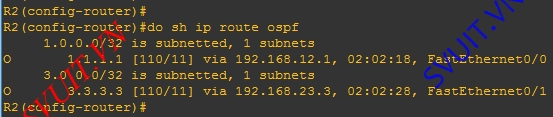 R2(config-router)#
R2(config-router)#do sh ip route ospf
1.0.0.0/32 is subnetted, 1 subnets
O 1.1.1.1 [110/11] via 192.168.12.1, 02:02:18, FastEthernet0/0
3.0.0.0/32 is subnetted, 1 subnets
O 3.3.3.3 [110/11] via 192.168.23.3, 02:02:28, FastEthernet0/1
R2(config-router)#
SVUIT.VN
SVUIT.VN